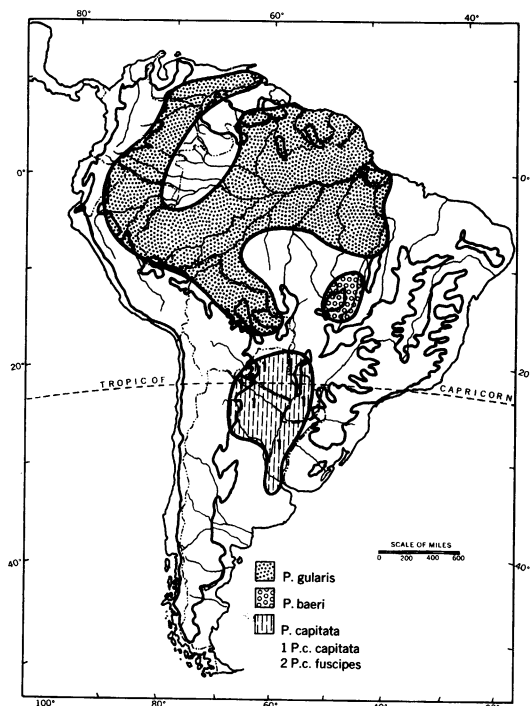 80° 60° 40°
0° 0°
20° 20
TROPIC OF CAPRICORN
SCALE OF MILES
0 200 400 600
40° 40°
P. gularis
P. baeri
P. capitata
1 P.c. capitata
2 P.c. fuscipes
100° 80° 60° 40°